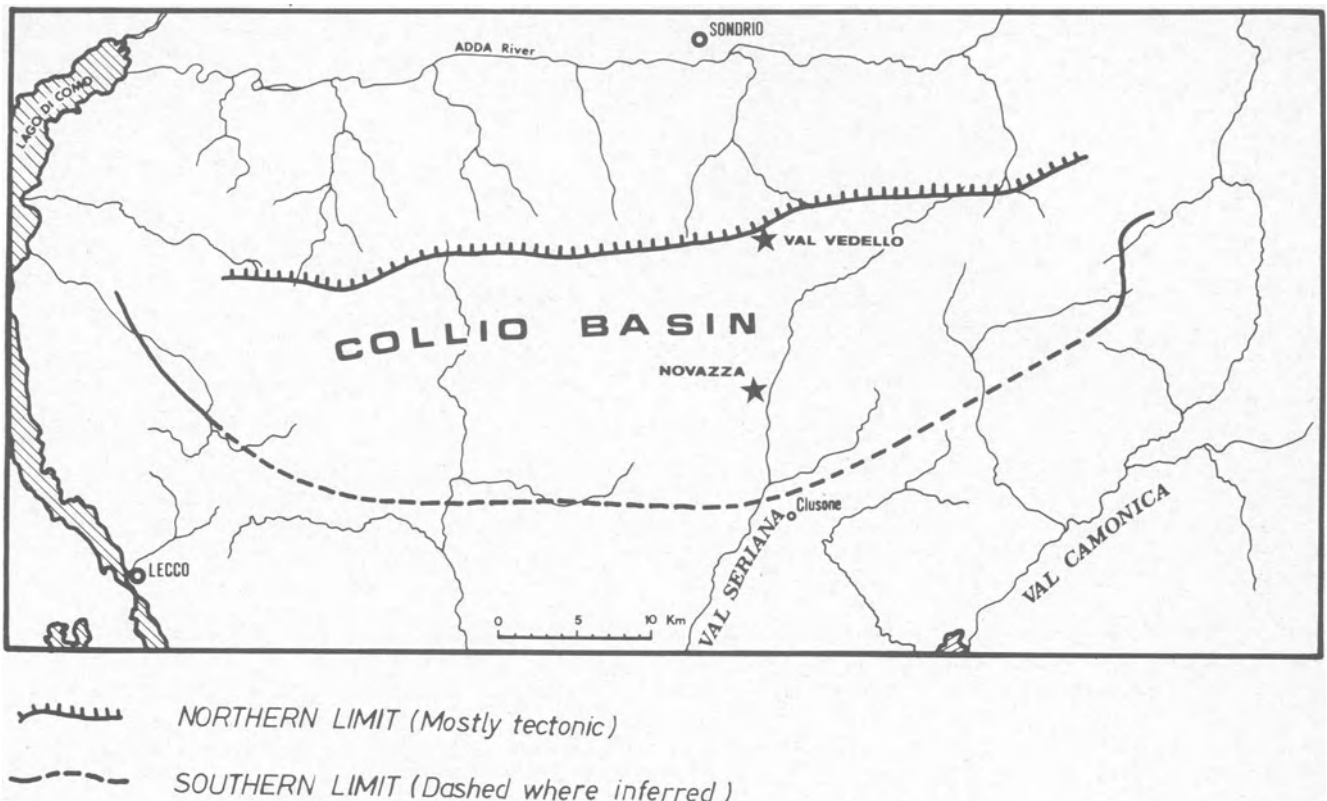 SONDRIO
ADDA River
LAGO DI COMO
VAL VEDELLO
COLLIO BASIN
NOVAZZA
Clusone
VAL SERIANA
VAL CAMONICA
LECCO
0 5 10 Km
NORTHERN LIMIT (Mostly tectonic)
SOUTHERN LIMIT (Dashed where inferred)